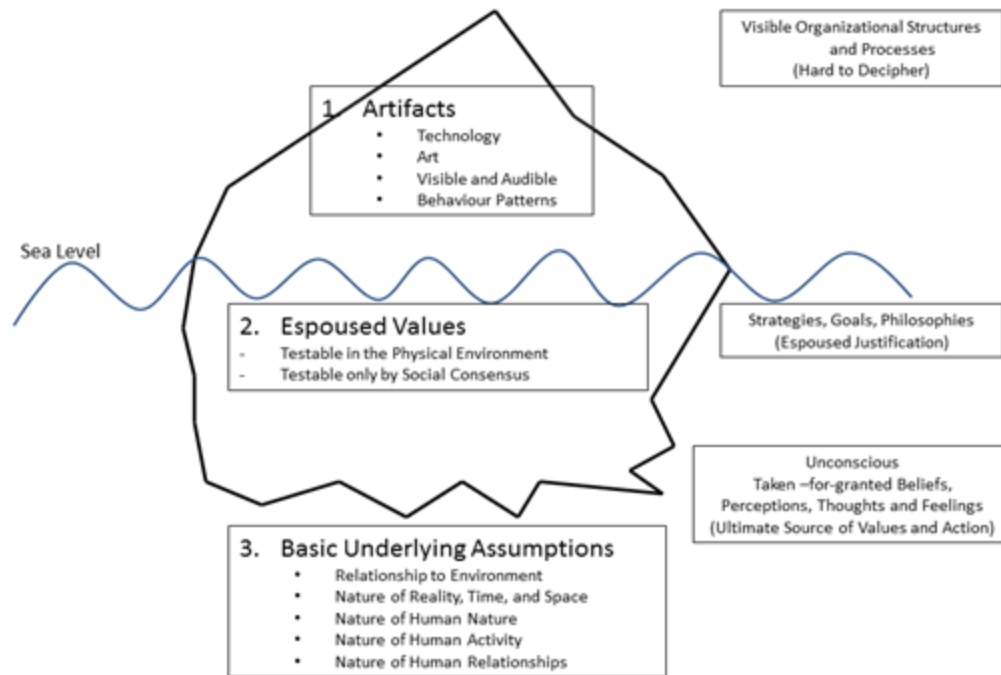 Visible Organizational Structures
and Processes
(Hard to Decipher)
1. Artifacts
• Technology
• Art
• Visible and Audible
• Behaviour Patterns
Sea Level
2. Espoused Values
- Testable in the Physical Environment
- Testable only by Social Consensus
Strategies, Goals, Philosophies
(Espoused Justification)
Unconscious
Taken –for-granted Beliefs,
Perceptions, Thoughts and Feelings
(Ultimate Source of Values and Action)
3. Basic Underlying Assumptions
• Relationship to Environment
• Nature of Reality, Time, and Space
• Nature of Human Nature
• Nature of Human Activity
• Nature of Human Relationships